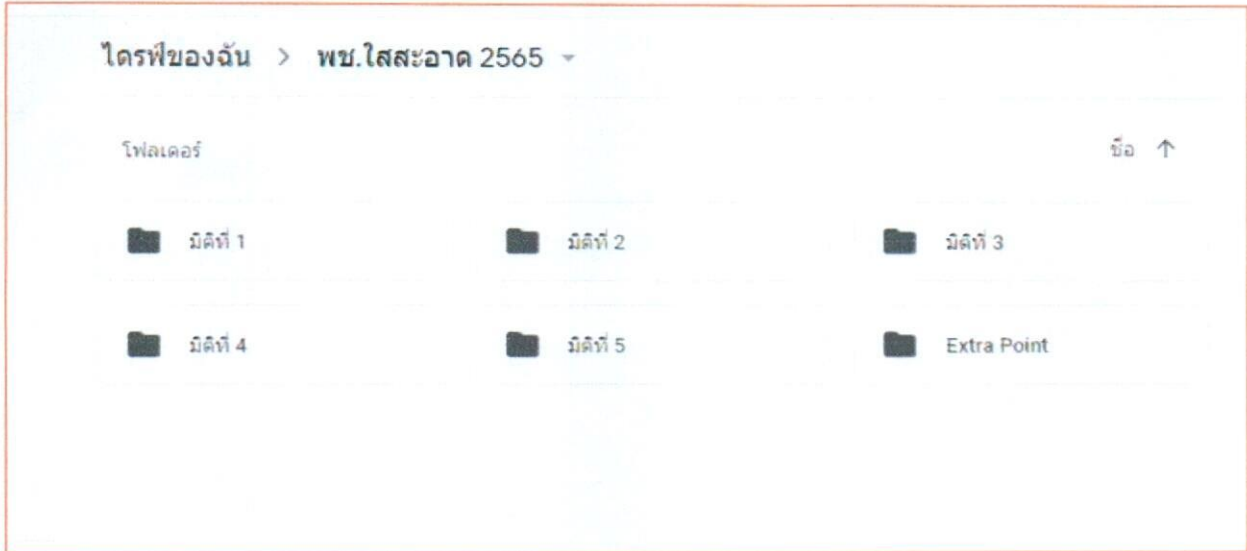 ไดรฟ์ของฉัน > พช.ใสสะอาด 2565
โฟลเดอร์ ชื่อ ↑
มิติที่ 1 มิติที่ 2 มิติที่ 3
มิติที่ 4 มิติที่ 5 Extra Point